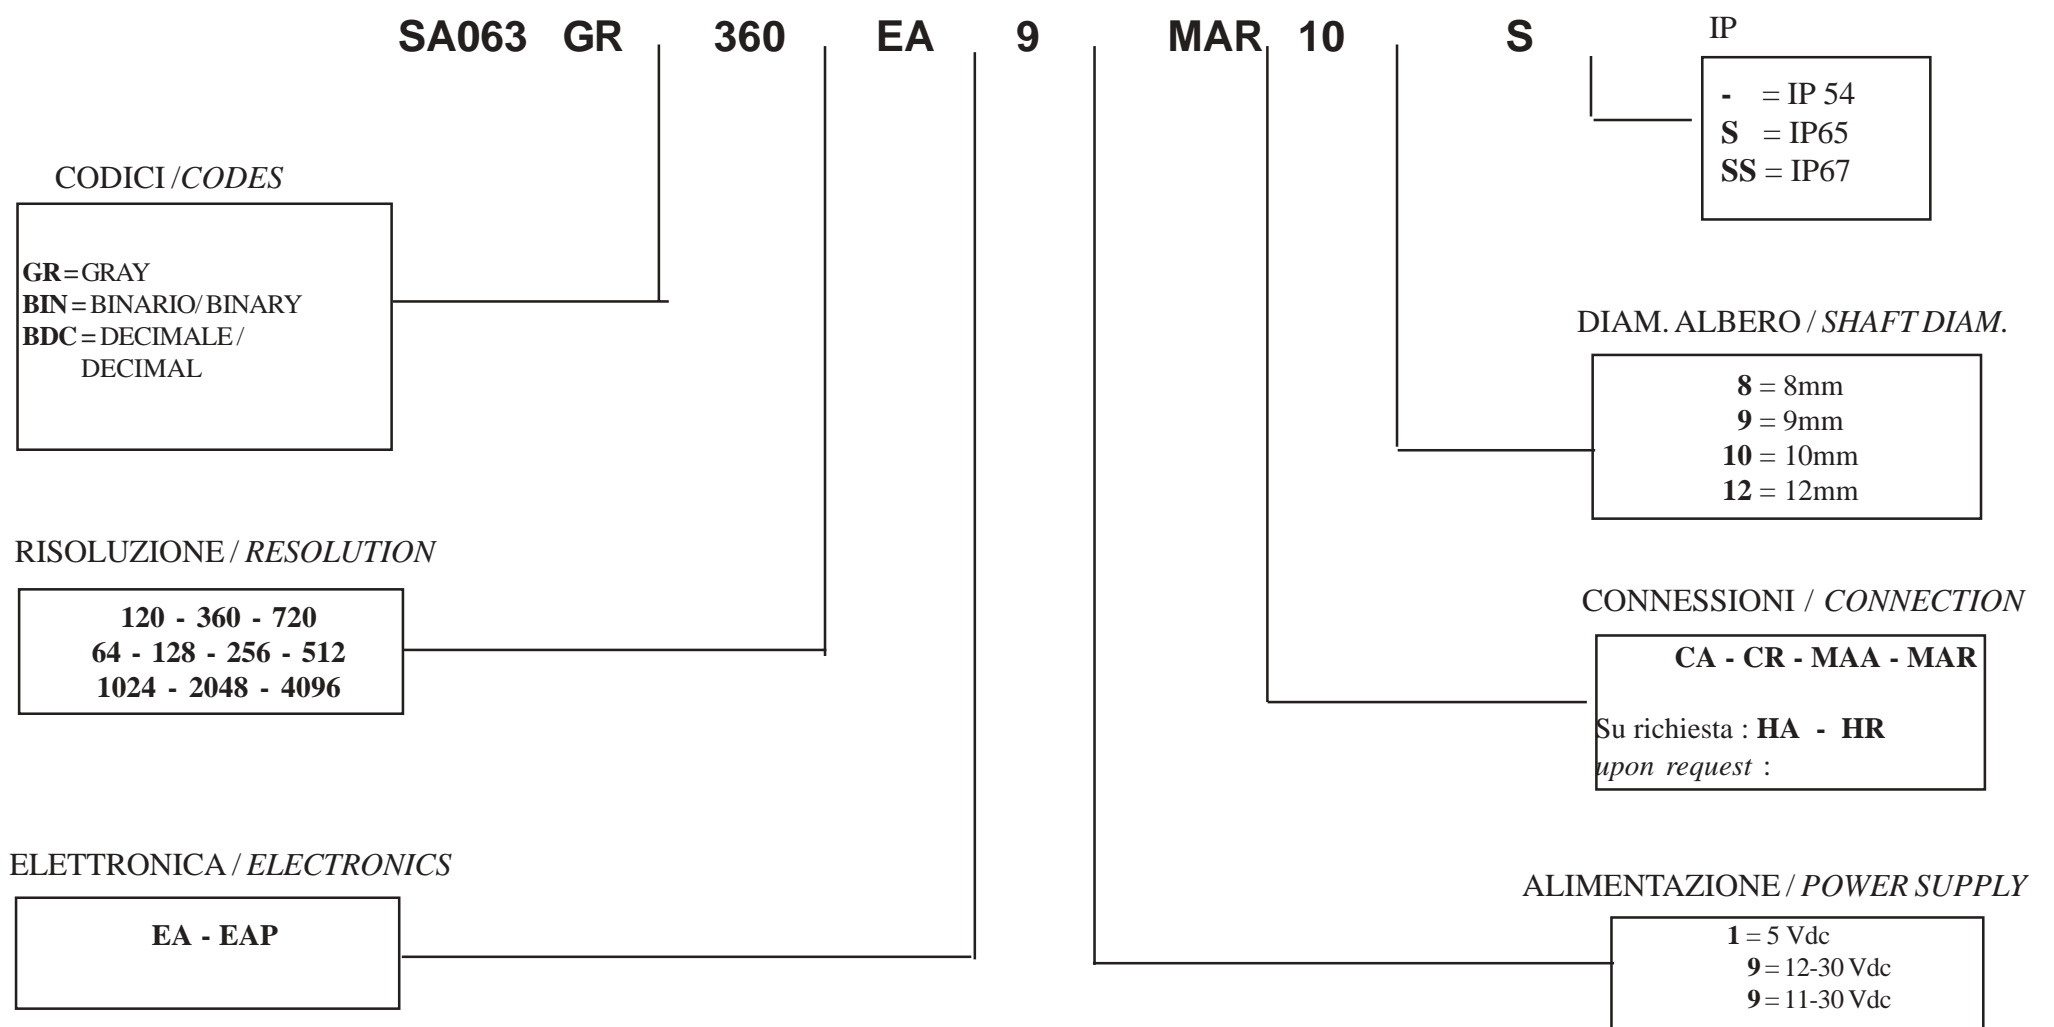 SA063 GR 360 EA 9 MAR 10 S
IP
- = IP 54
S = IP65
SS = IP67
CODICI / CODES
GR = GRAY
BIN = BINARIO/ BINARY
BDC = DECIMALE /
DECIMAL
DIAM. ALBERO / SHAFT DIAM.
8 = 8mm
9 = 9mm
10 = 10mm
12 = 12mm
RISOLUZIONE / RESOLUTION
120 - 360 - 720
64 - 128 - 256 - 512
1024 - 2048 - 4096
CONNESSIONI / CONNECTION
CA - CR - MAA - MAR
Su richiesta : HA - HR
upon request :
ELETTRONICA / ELECTRONICS
EA - EAP
ALIMENTAZIONE / POWER SUPPLY
1 = 5 Vdc
9 = 12-30 Vdc
9 = 11-30 Vdc